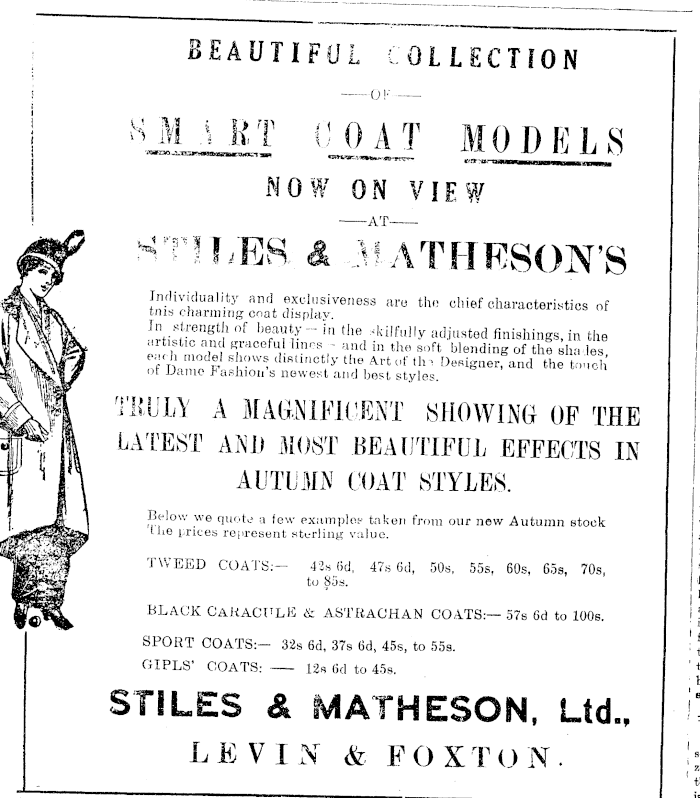 BEAUTIFUL COLLECTION
—OF—
SMART COAT MODELS
NOW ON VIEW
—AT—
STILES & MATHESON'S
Individuality and exclusiveness are the chief characteristics of
tnis charming coat display.
In strength of beauty — in the skilfully adjusted finishings, in the
artistic and graceful lines — and in the soft blending of the shades,
each model shows distinctly the Art of the Designer, and the touch
of Dame Fashion's newest and best styles.
TRULY A MAGNIFICENT SHOWING OF THE
LATEST AND MOST BEAUTIFUL EFFECTS IN
AUTUMN COAT STYLES.
Below we quote a few examples taken from our new Autumn stock
The prices represent sterling value.
TWEED COATS:— 42s 6d, 47s 6d, 50s, 55s, 60s, 65s, 70s,
to 85s.
BLACK CARACULE & ASTRACHAN COATS:— 57s 6d to 100s.
SPORT COATS:— 32s 6d, 37s 6d, 45s, to 55s.
GIPLS' COATS: — 12s 6d to 45s.
STILES & MATHESON, Ltd.,
LEVIN & FOXTON.